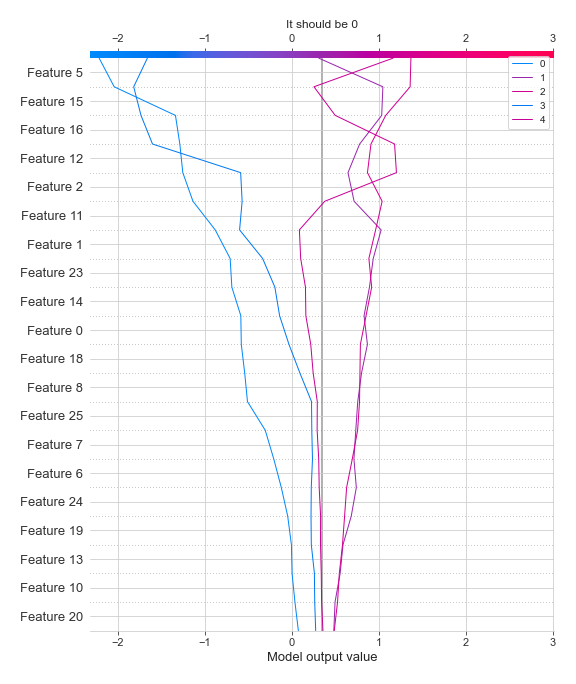 It should be 0
−2 −1 0 1 2 3
0
1
2
3
4
Feature 5
Feature 15
Feature 16
Feature 12
Feature 2
Feature 11
Feature 1
Feature 23
Feature 14
Feature 0
Feature 18
Feature 8
Feature 25
Feature 7
Feature 6
Feature 24
Feature 19
Feature 13
Feature 10
Feature 20
−2 −1 0 1 2 3
Model output value